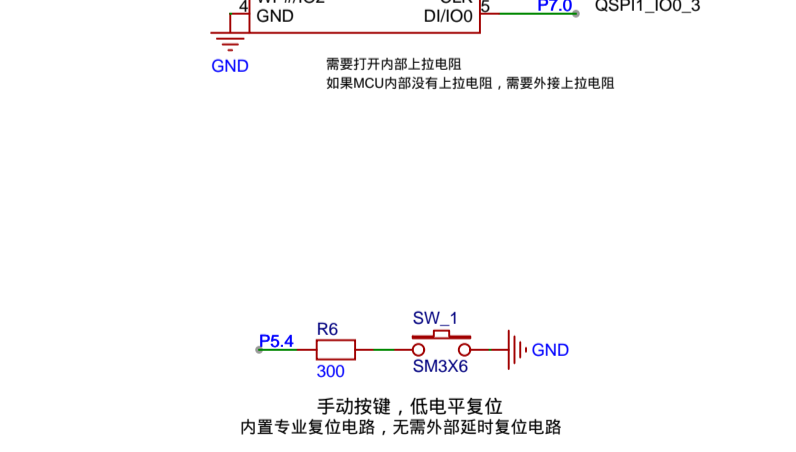 4
GND
DI/IO0
5
P7.0
QSPI1_IO0_3
GND
需要打开内部上拉电阻
如果MCU内部没有上拉电阻，需要外接上拉电阻
SW_1
R6
P5.4
GND
300
SM3X6
手动按键，低电平复位
内置专业复位电路，无需外部延时复位电路